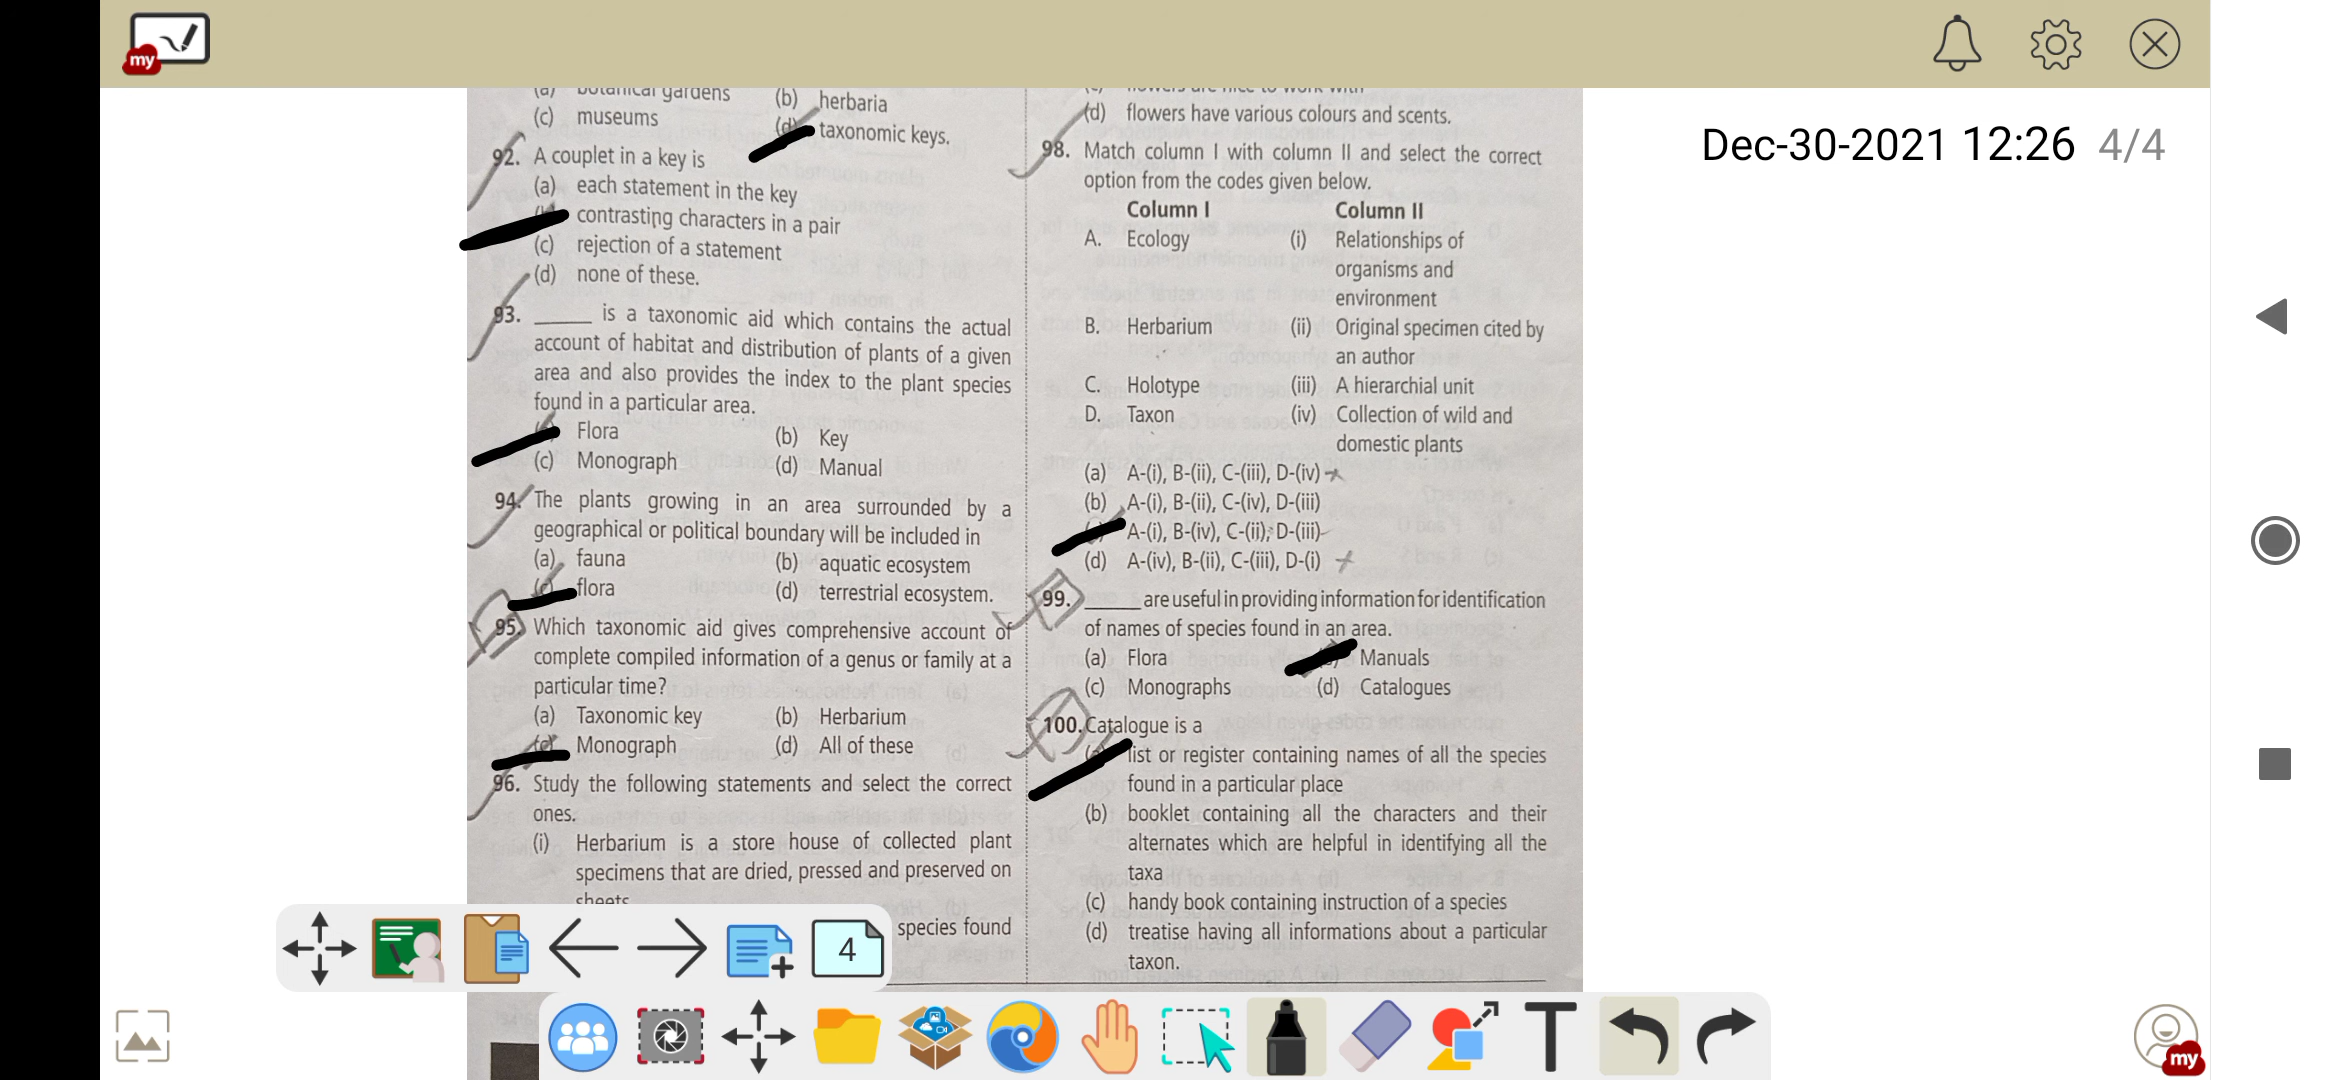 my
Dec-30-2021 12:26 4/4
(a) botanical gardens (b) herbaria
(c) museums (d) taxonomic keys.
92. A couplet in a key is
(a) each statement in the key
contrasting characters in a pair
(c) rejection of a statement
(d) none of these.
93. ______ is a taxonomic aid which contains the actual
account of habitat and distribution of plants of a given
area and also provides the index to the plant species
found in a particular area.
Flora (b) Key
(c) Monograph (d) Manual
94. The plants growing in an area surrounded by a
geographical or political boundary will be included in
(a) fauna (b) aquatic ecosystem
(c) flora (d) terrestrial ecosystem.
95. Which taxonomic aid gives comprehensive account of
complete compiled information of a genus or family at a
particular time?
(a) Taxonomic key (b) Herbarium
(c) Monograph (d) All of these
96. Study the following statements and select the correct
ones.
(i) Herbarium is a store house of collected plant
specimens that are dried, pressed and preserved on
sheets
species found
(c) flowers are nice to work with
(d) flowers have various colours and scents.
98. Match column I with column II and select the correct
option from the codes given below.
Column I Column II
A. Ecology (i) Relationships of
organisms and
environment
B. Herbarium (ii) Original specimen cited by
an author
C. Holotype (iii) A hierarchial unit
D. Taxon (iv) Collection of wild and
domestic plants
(a) A-(i), B-(ii), C-(iii), D-(iv)
(b) A-(i), B-(ii), C-(iv), D-(iii)
A-(i), B-(iv), C-(ii), D-(iii)
(d) A-(iv), B-(ii), C-(iii), D-(i)
99. ______ are useful in providing information for identification
of names of species found in an area.
(a) Flora (b) Manuals
(c) Monographs (d) Catalogues
100. Catalogue is a
(a) list or register containing names of all the species
found in a particular place
(b) booklet containing all the characters and their
alternates which are helpful in identifying all the
taxa
(c) handy book containing instruction of a species
(d) treatise having all informations about a particular
taxon.
4
T
my